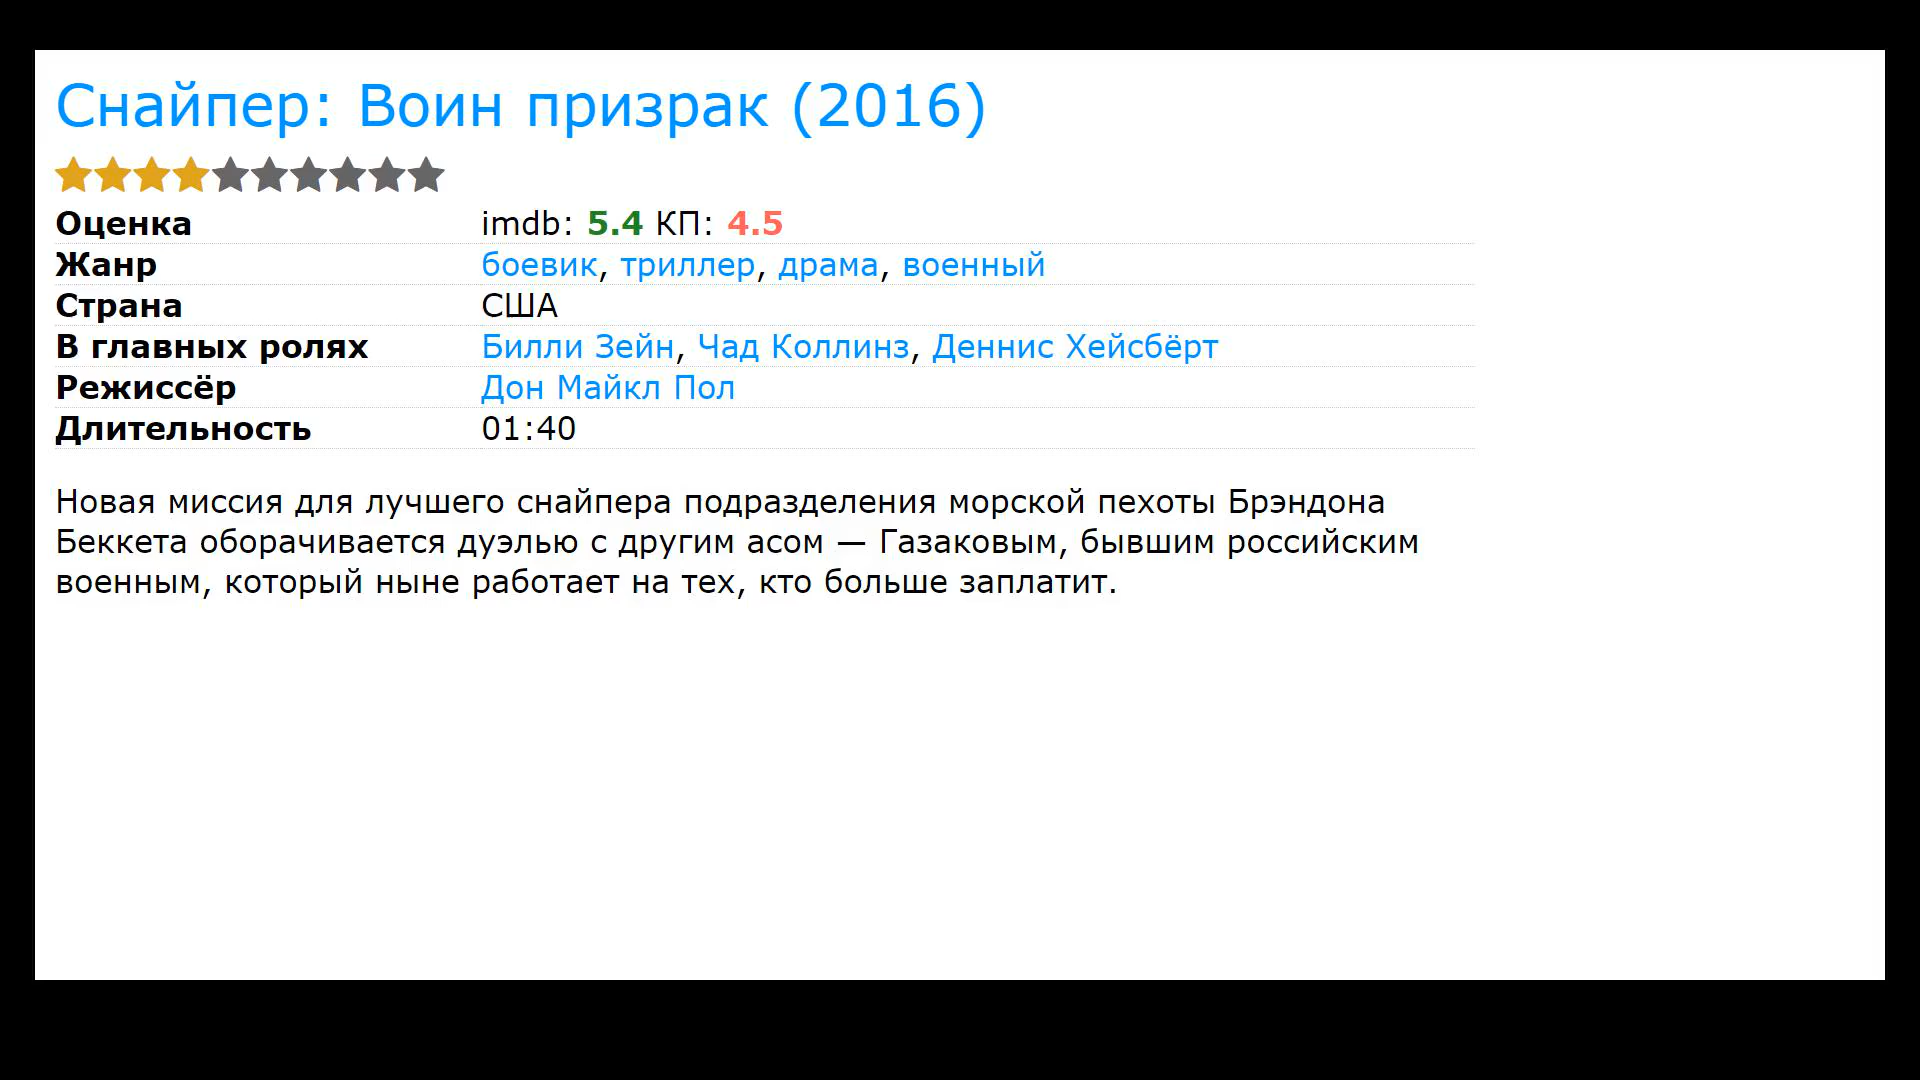 Снайпер: Воин призрак (2016)
Оценка imdb: 5.4 КП: 4.5
Жанр боевик, триллер, драма, военный
Страна США
В главных ролях Билли Зейн, Чад Коллинз, Деннис Хейсбёрт
Режиссёр Дон Майкл Пол
Длительность 01:40
Новая миссия для лучшего снайпера подразделения морской пехоты Брэндона
Беккета оборачивается дуэлью с другим асом — Газаковым, бывшим российским
военным, который ныне работает на тех, кто больше заплатит.